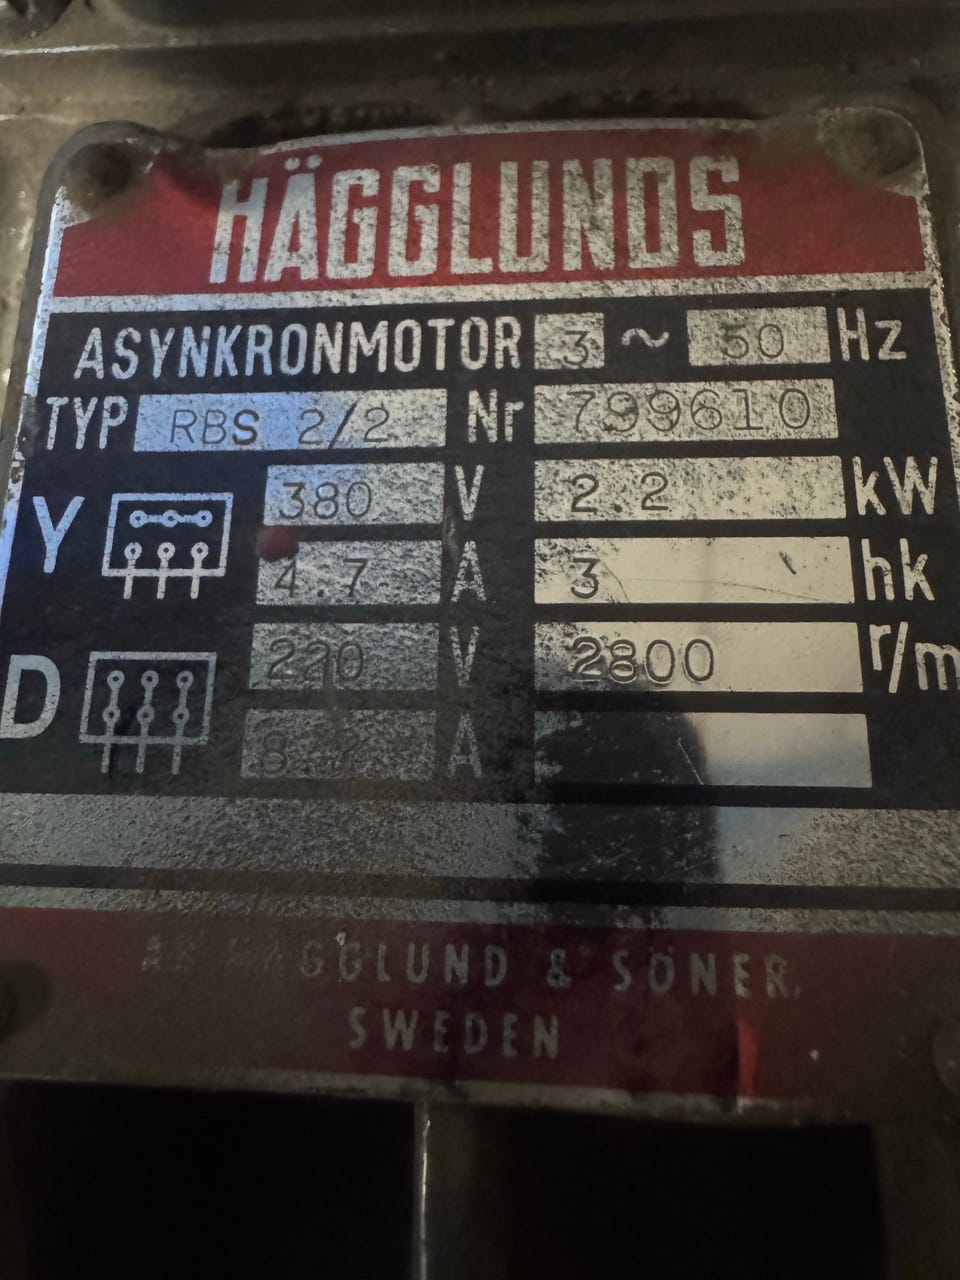 HÄGGLUNDS
ASYNKRONMOTOR 3 ~ 50 Hz
TYP RBS 2/2 Nr 799610
Y 380 V 2.2 kW
4.7 A 3 hk
D 220 V 2800 r/m
A
AB HÄGGLUND & SÖNER.
SWEDEN